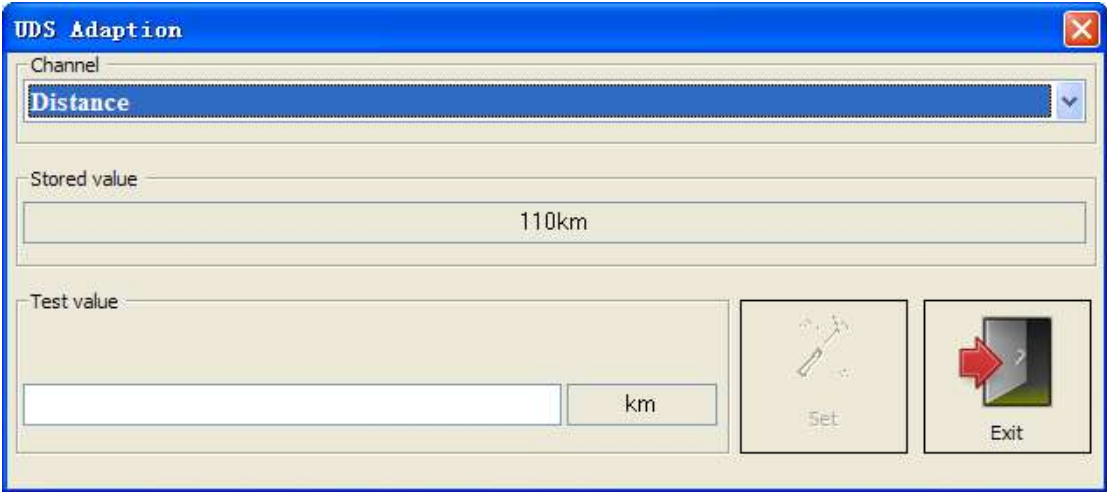 UDS Adaption
Channel
Distance
Stored value
110km
Test value
km
Set
Exit